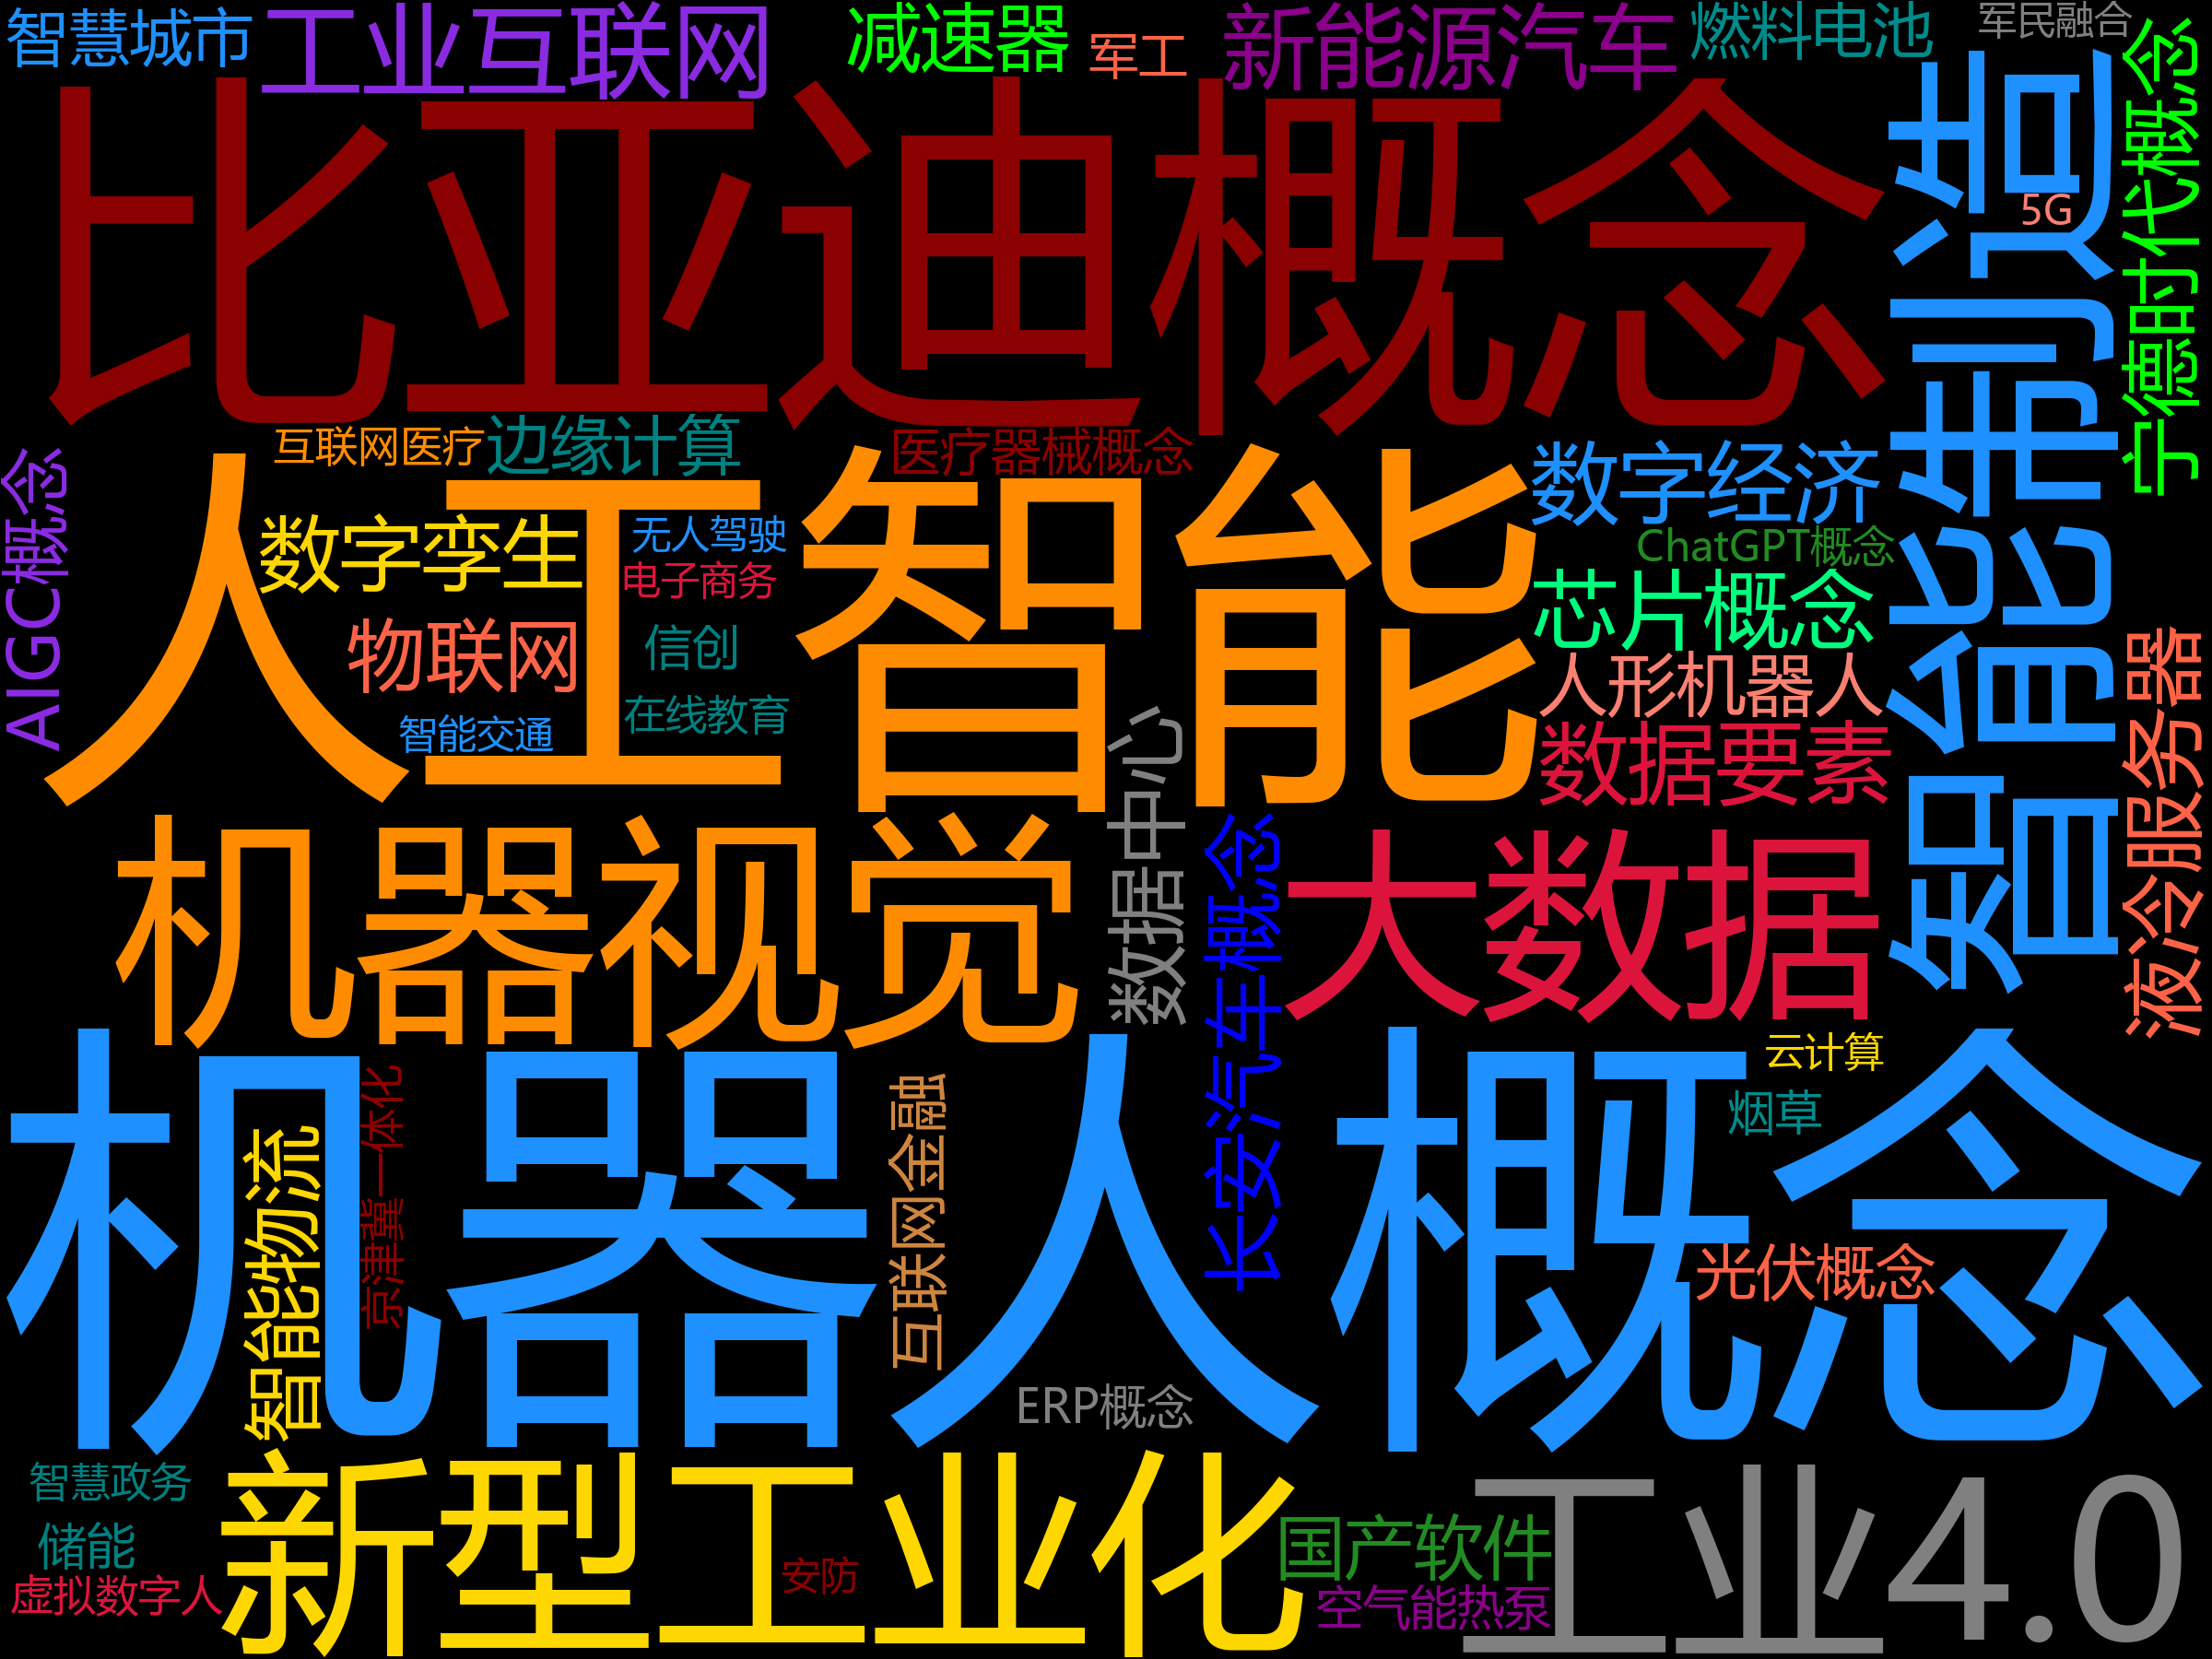 智慧城市
工业互联网
减速器
军工
新能源汽车
燃料电池
军民融合
比亚迪概念
智能制造
5G
宁德时代概念
互联网医疗
边缘计算
医疗器械概念
数字经济
AIGC概念
人工智能
数字孪生
无人驾驶
电子商务
ChatGPT概念
芯片概念
物联网
信创
人形机器人
在线教育
智能交通
数据要素
液冷服务器
数据中心
机器视觉
长安汽车概念
大数据
云计算
机器人概念
京津冀一体化
互联网金融
烟草
智能物流
光伏概念
ERP概念
智慧政务
新型工业化
工业4.0
储能
国产软件
安防
虚拟数字人
空气能热泵